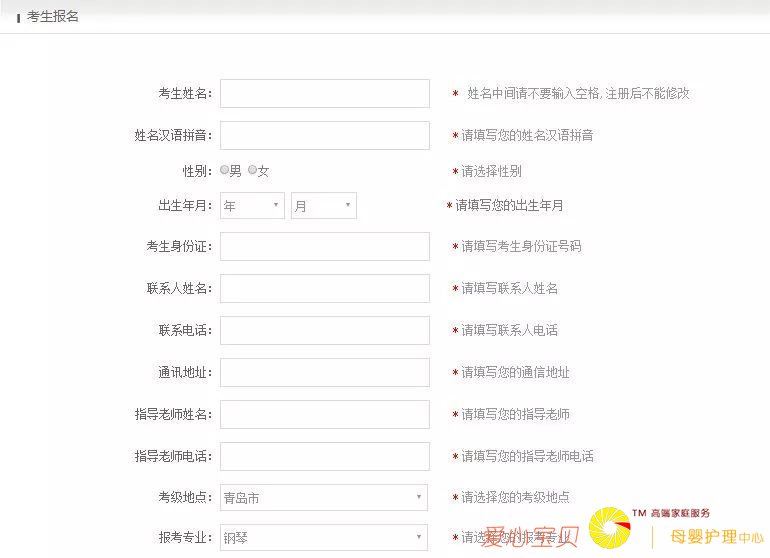 考生报名
考生姓名： * 姓名中间请不要输入空格, 注册后不能修改
姓名汉语拼音： * 请填写您的姓名汉语拼音
性别： 男 女 * 请选择性别
出生年月： 年 月 * 请填写您的出生年月
考生身份证： * 请填写考生身份证号码
联系人姓名： * 请填写联系人姓名
联系电话： * 请填写联系人电话
通讯地址： * 请填写您的通信地址
指导老师姓名： * 请填写您的指导老师
指导老师电话： * 请填写您的指导老师电话
考级地点： 青岛市 * 请选择您的考级地点
报考专业： 钢琴 * 请选择您的报考专业
爱心宝贝 TM 高端家庭服务
母婴护理中心